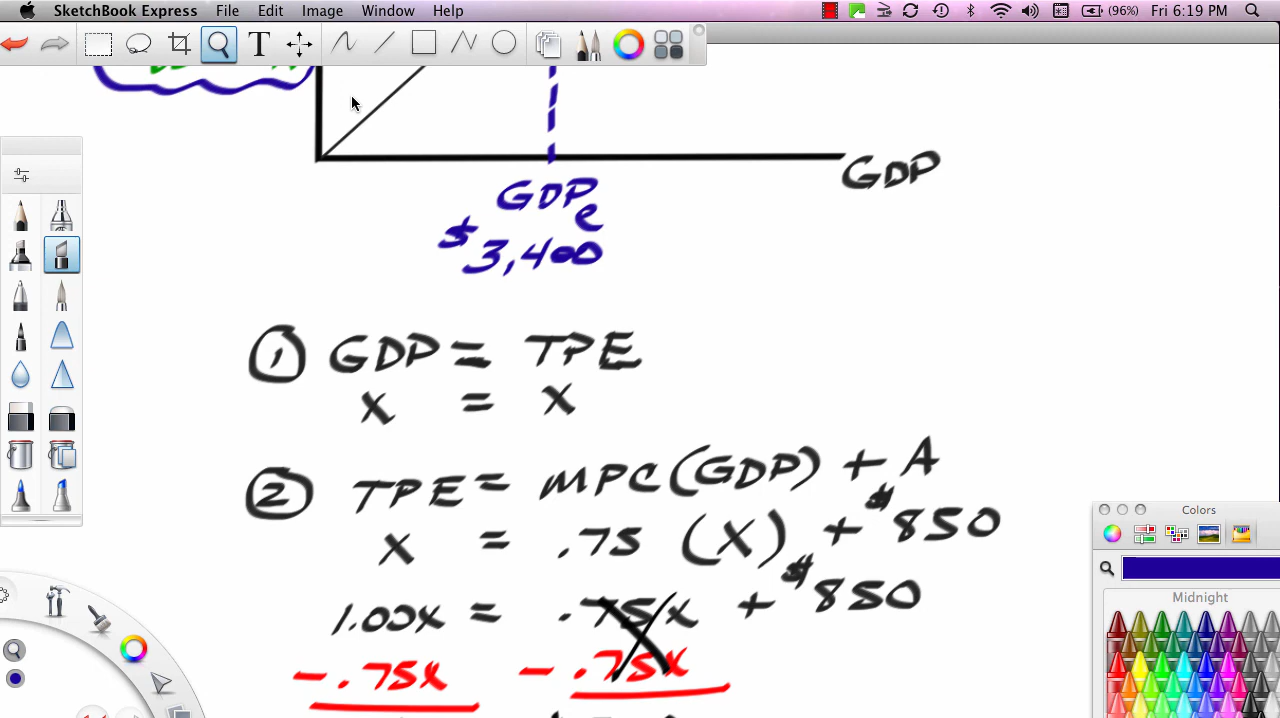 SketchBook Express File Edit Image Window Help (96%) Fri 6:19 PM
T
GDP
GDPe
$3,400
① GDP = TPE
x = x
② TPE = MPC(GDP) + A
x = .75 (x) + $850
1.00x = .75x + $850
-.75x -.75x
Colors
Midnight